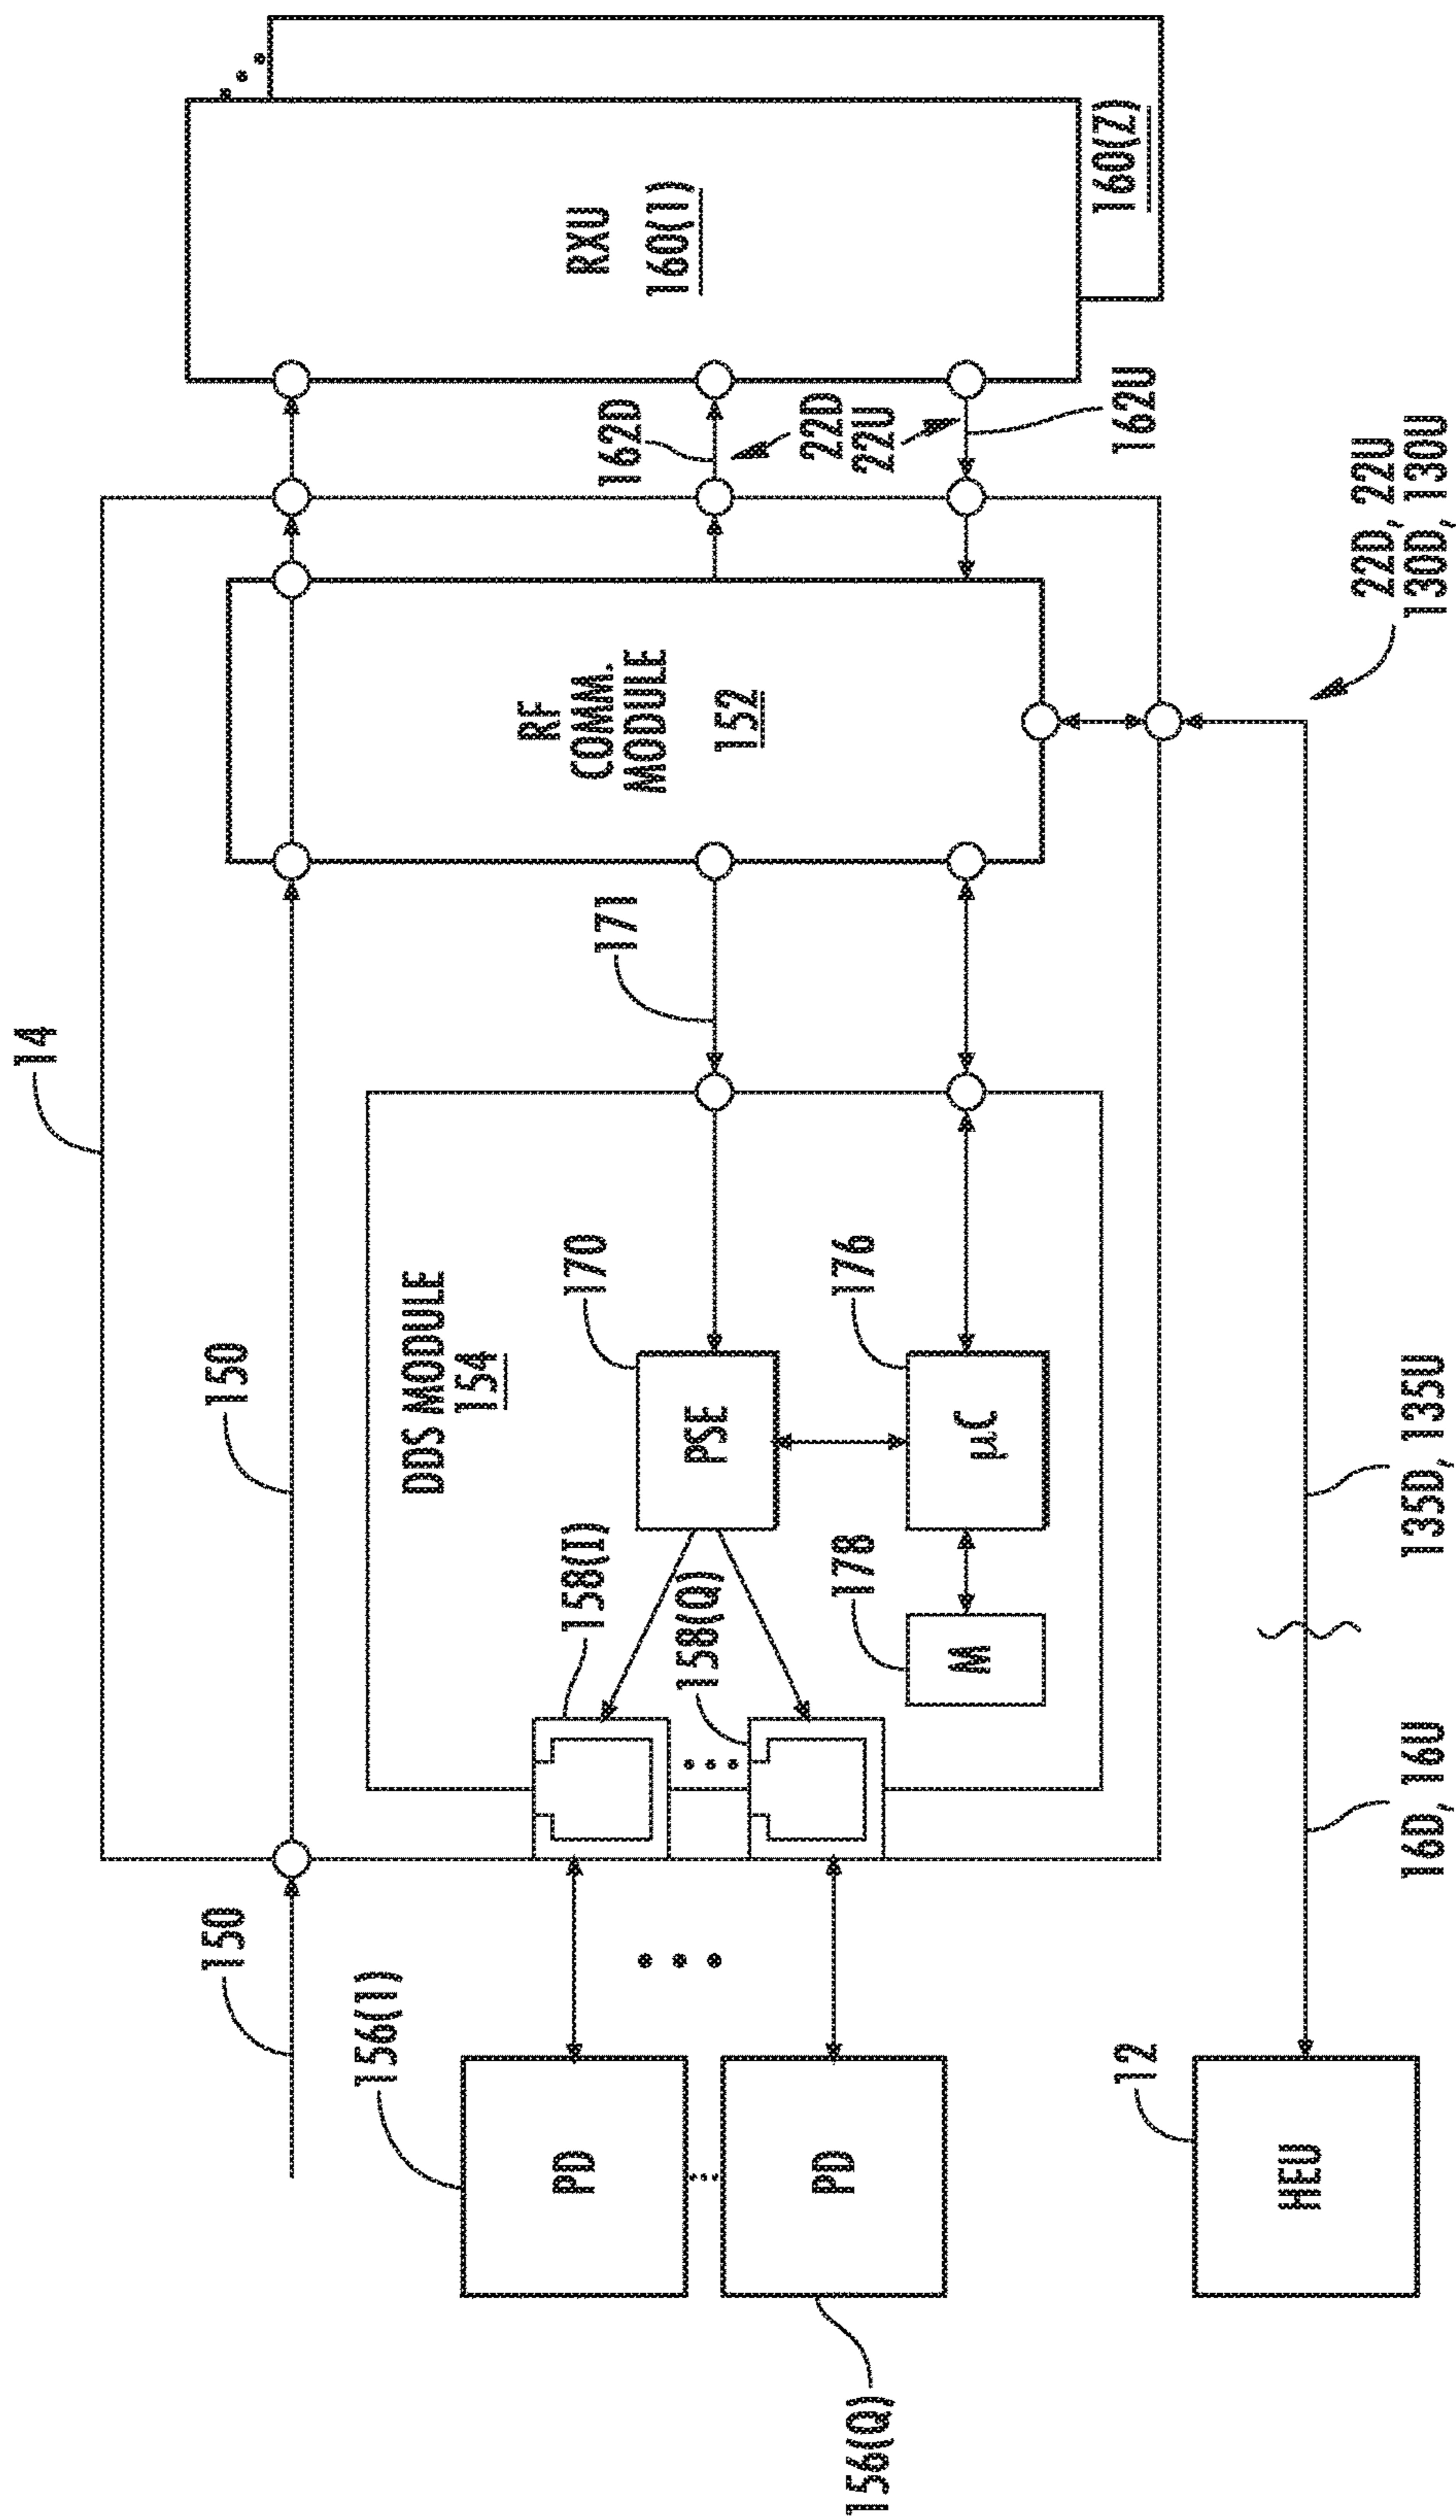 14
150
150
DDS MODULE
154
158(1)
158(Q)
170
PSE
171
176
µC
178
M
RF
COMM.
MODULE
152
RXU
160(1)
160(Z)
162D
22D
22U
162U
22D, 22U
130D, 130U
135D, 135U
16D, 16U
156(1)
PD
PD
156(Q)
12
HEU